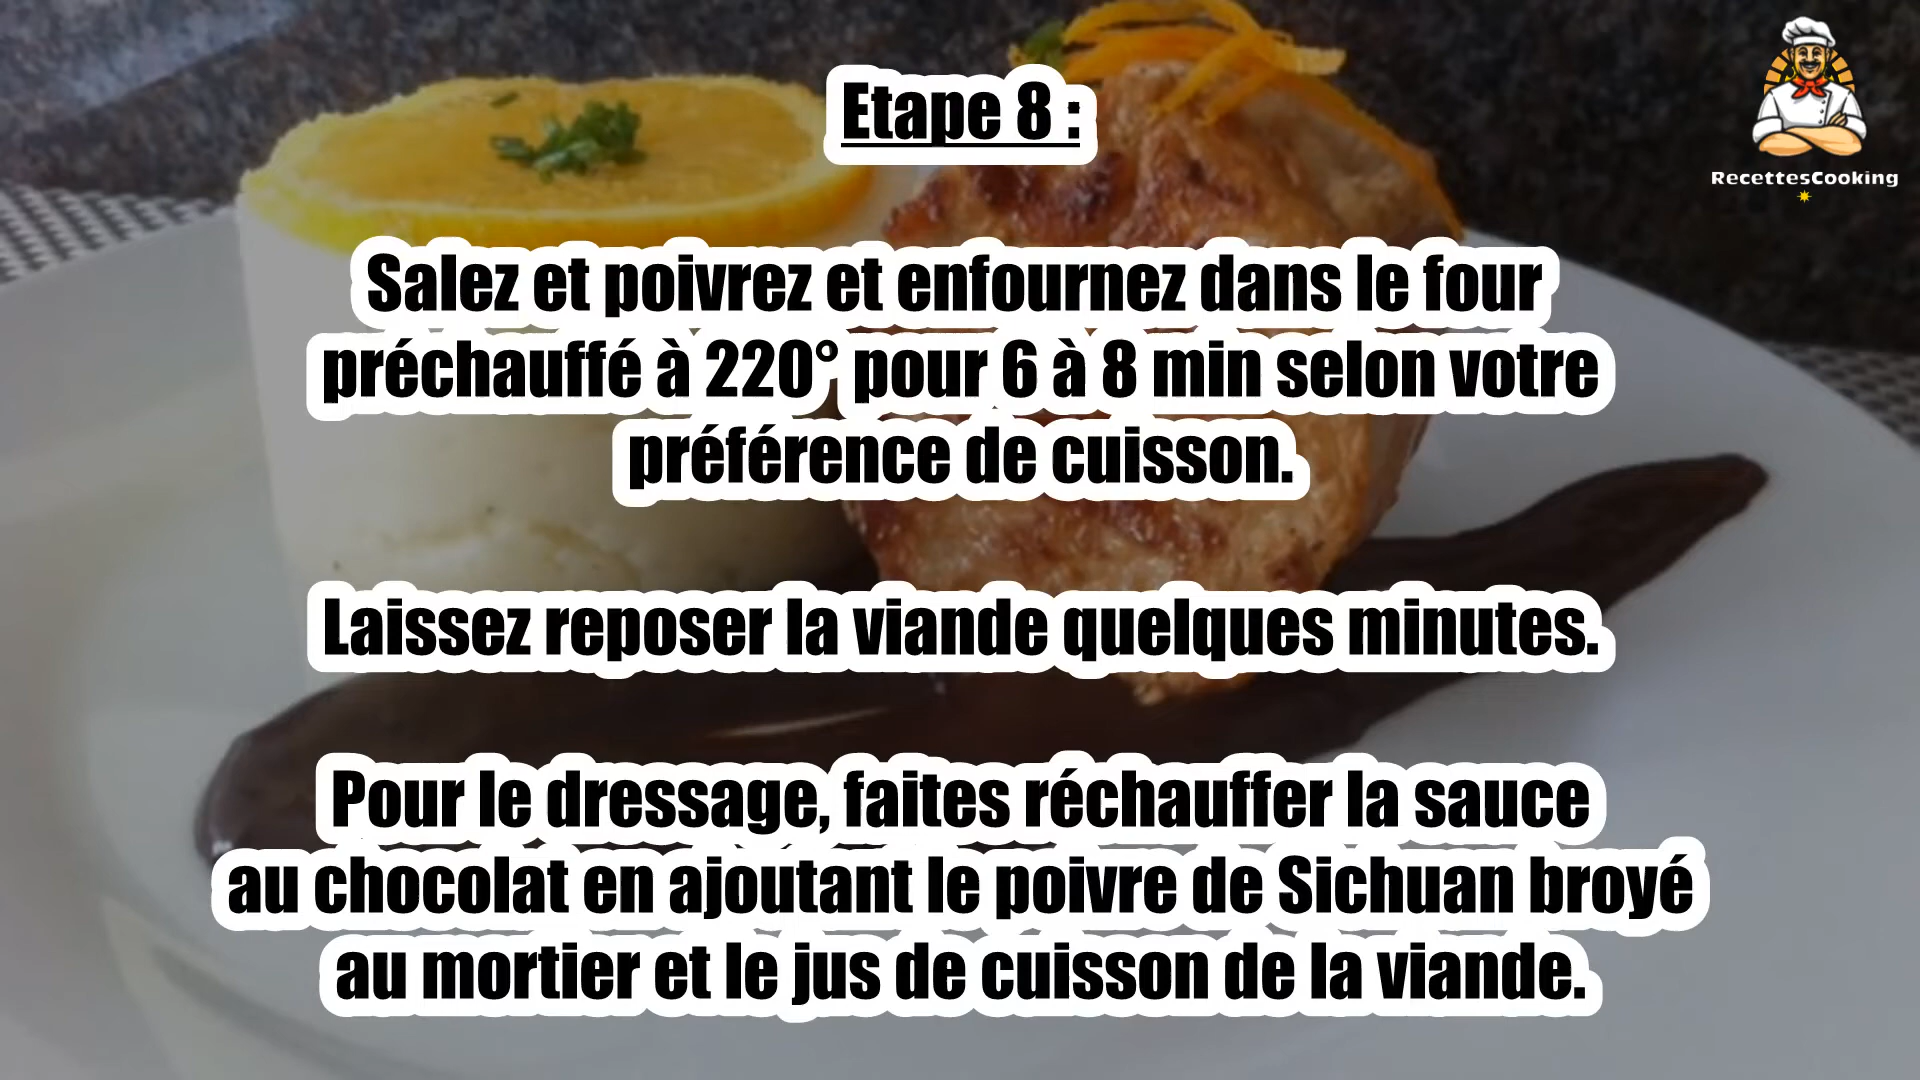 Etape 8 :
RecettesCooking
Salez et poivrez et enfournez dans le four
préchauffé à 220° pour 6 à 8 min selon votre
préférence de cuisson.
Laissez reposer la viande quelques minutes.
Pour le dressage, faites réchauffer la sauce
au chocolat en ajoutant le poivre de Sichuan broyé
au mortier et le jus de cuisson de la viande.